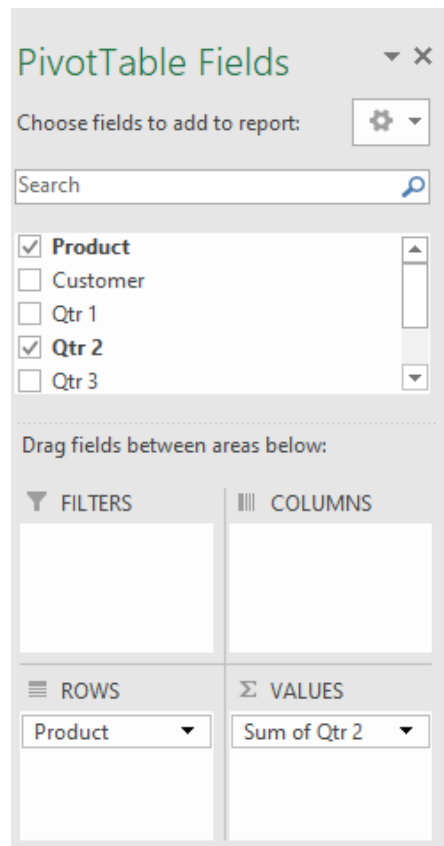 PivotTable Fields
Choose fields to add to report:
Search
Product
Customer
Qtr 1
Qtr 2
Qtr 3
Drag fields between areas below:
FILTERS
COLUMNS
ROWS
Σ VALUES
Product
Sum of Qtr 2